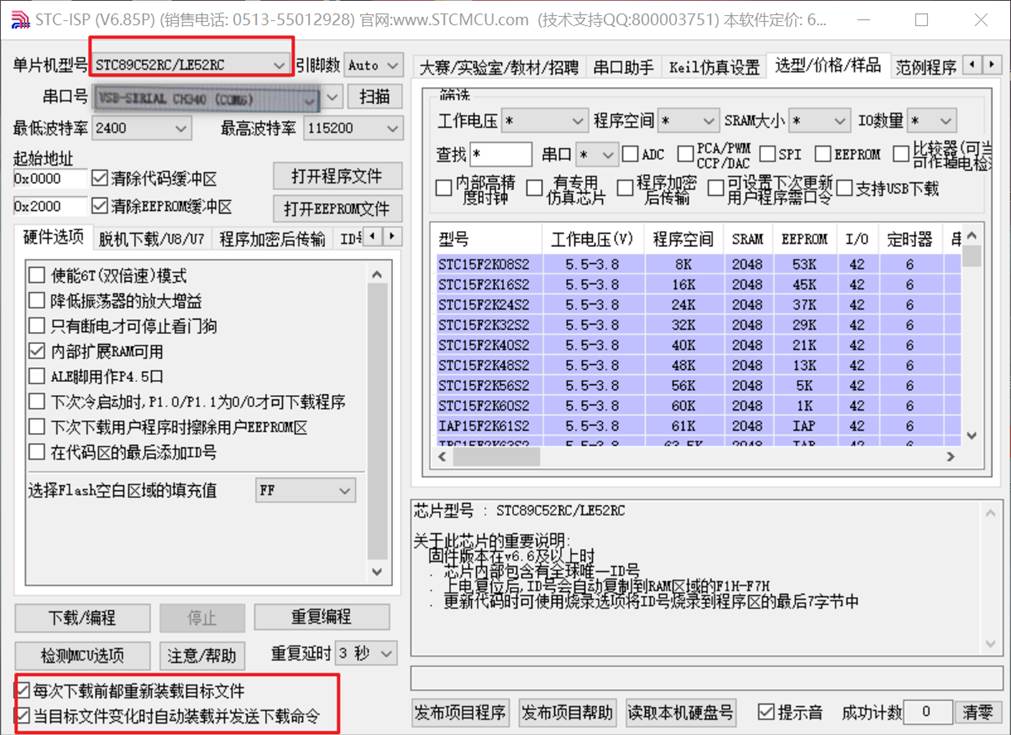 STC-ISP (V6.85P) (销售电话: 0513-55012928) 官网:www.STCMCU.com (技术支持QQ:800003751) 本软件定价: 6...
单片机型号 STC89C52RC/LE52RC 引脚数 Auto
串口号 USB-SERIAL CH340 (COM6) 扫描
最低波特率 2400 最高波特率 115200
起始地址
0x0000 清除代码缓冲区 打开程序文件
0x2000 清除EEPROM缓冲区 打开EEPROM文件
硬件选项 脱机下载/U8/U7 程序加密后传输 ID号
使能6T(双倍速)模式
降低振荡器的放大增益
只有断电才可停止看门狗
内部扩展RAM可用
ALE脚用作P4.5口
下次冷启动时,P1.0/P1.1为0/0才可下载程序
下次下载用户程序时擦除用户EEPROM区
在代码区的最后添加ID号
选择Flash空白区域的填充值 FF
下载/编程 停止 重复编程
检测MCU选项 注意/帮助 重复延时 3 秒
每次下载前都重新装载目标文件
当目标文件变化时自动装载并发送下载命令
大赛/实验室/教材/招聘 串口助手 Keil仿真设置 选型/价格/样品 范例程序
筛选
工作电压 * 程序空间 * SRAM大小 * IO数量 *
查找 * 串口 * ADC PCA/PWM CCP/DAC SPI EEPROM 比较器(可当 可作掉电检测
内部高精度时钟 有专用仿真芯片 程序加密后传输 可设置下次更新用户程序需口令 支持USB下载
型号 工作电压(V) 程序空间 SRAM EEPROM I/O 定时器 串
STC15F2K08S2 5.5-3.8 8K 2048 53K 42 6
STC15F2K16S2 5.5-3.8 16K 2048 45K 42 6
STC15F2K24S2 5.5-3.8 24K 2048 37K 42 6
STC15F2K32S2 5.5-3.8 32K 2048 29K 42 6
STC15F2K40S2 5.5-3.8 40K 2048 21K 42 6
STC15F2K48S2 5.5-3.8 48K 2048 13K 42 6
STC15F2K56S2 5.5-3.8 56K 2048 5K 42 6
STC15F2K60S2 5.5-3.8 60K 2048 1K 42 6
IAP15F2K61S2 5.5-3.8 61K 2048 IAP 42 6
IRC15F2K63S2 5.5-3.8 63.5K 2048 IAP 42 6
芯片型号 : STC89C52RC/LE52RC
关于此芯片的重要说明:
固件版本在v6.6及以上时
. 芯片内部包含有全球唯一ID号
. 上电复位后,ID号会自动复制到RAM区域的F1H-F7H
. 更新代码时可使用烧录选项将ID号烧录到程序区的最后7字节中
发布项目程序 发布项目帮助 读取本机硬盘号 提示音 成功计数 0 清零